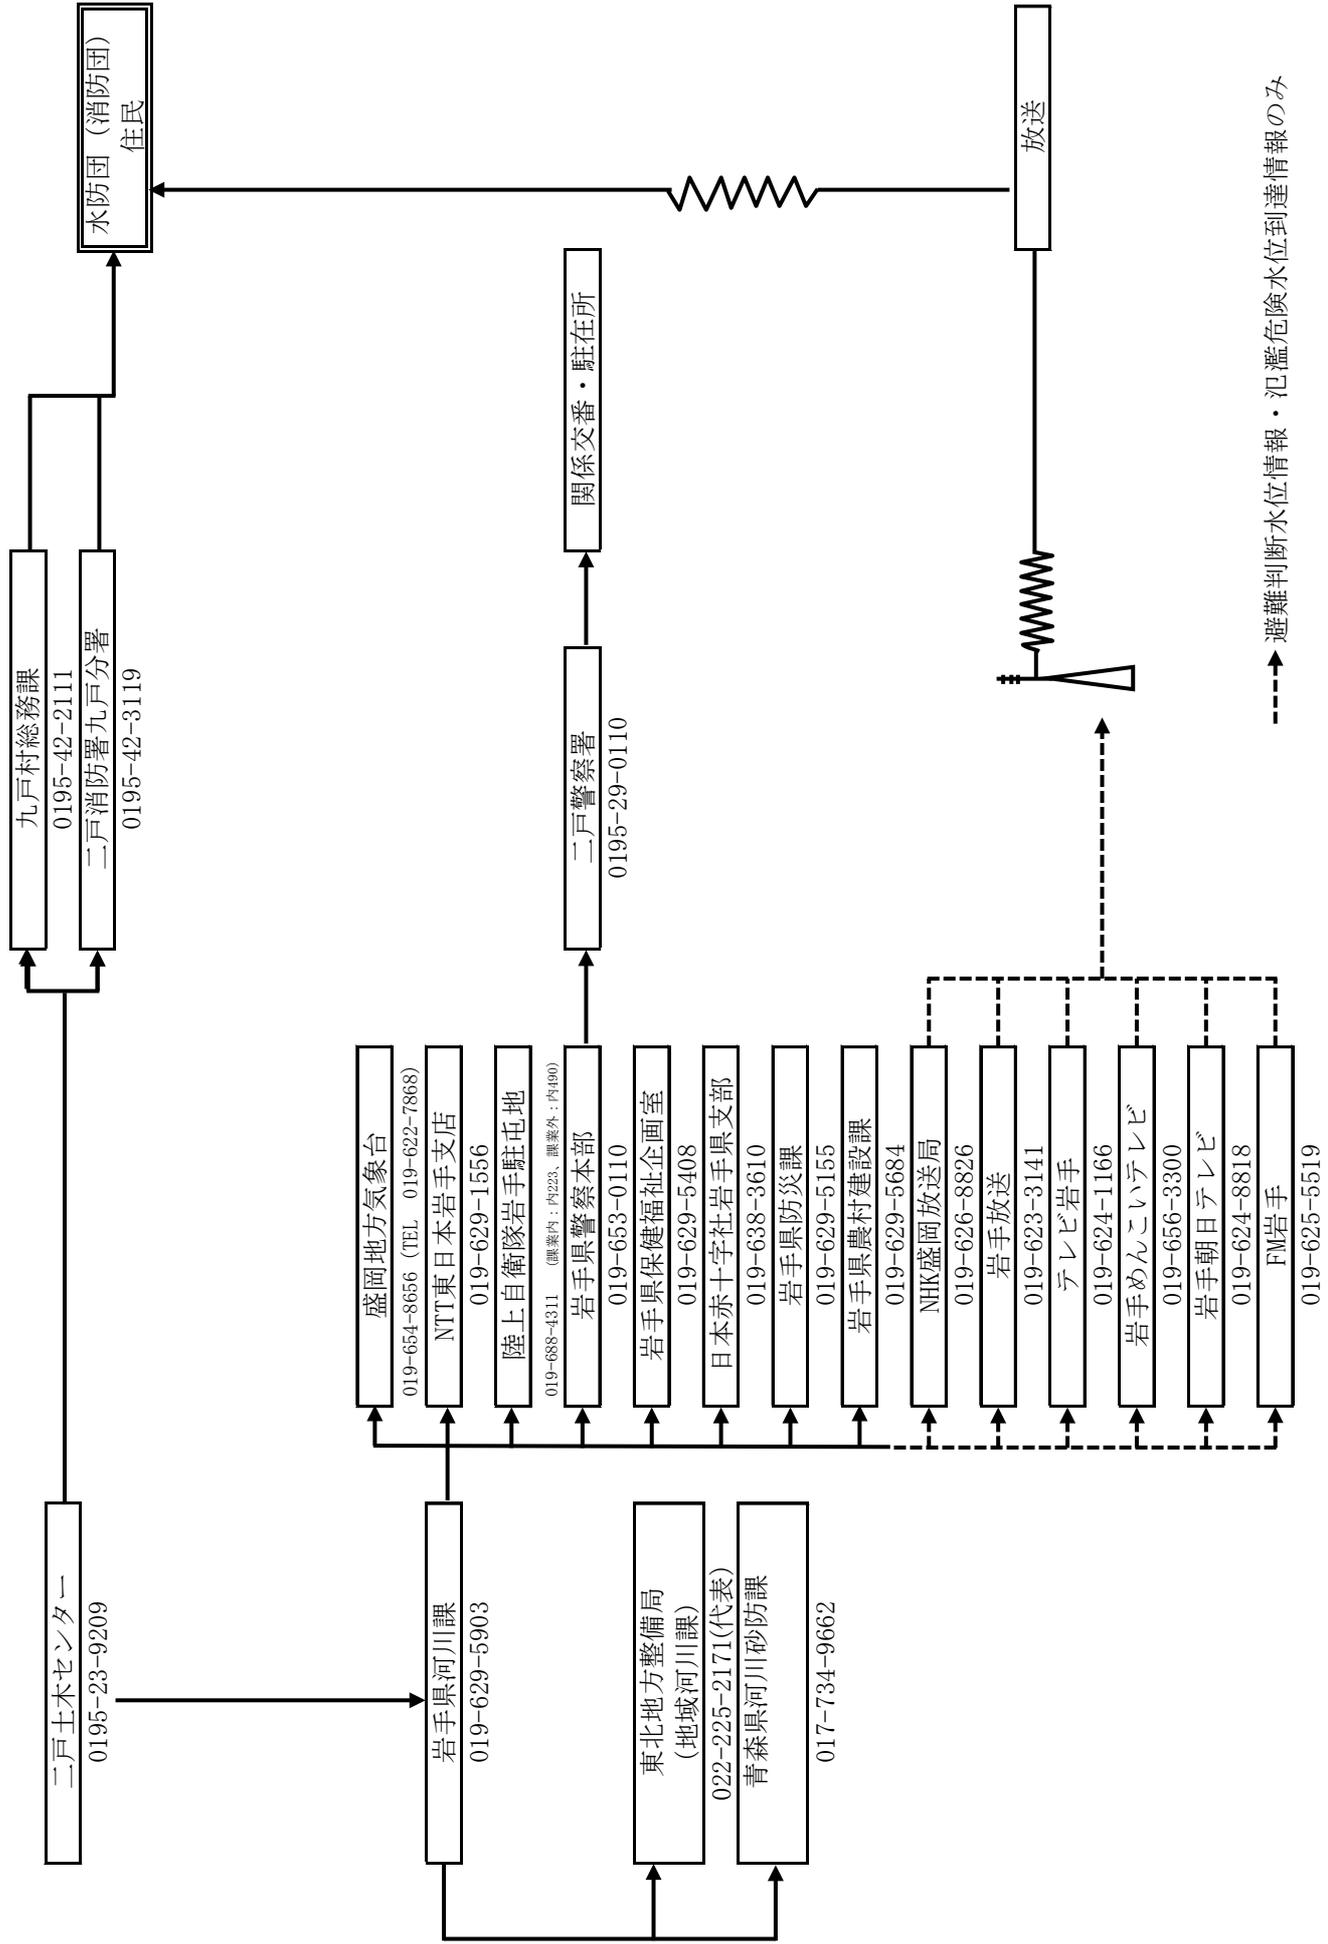 二戸土木センター
0195-23-9209
九戸村総務課
0195-42-2111
二戸消防署九戸分署
0195-42-3119
水防団（消防団）
住民
岩手県河川課
019-629-5903
東北地方整備局
(地域河川課)
022-225-2171(代表)
青森県河川砂防課
017-734-9662
盛岡地方気象台
019-654-8656（TEL 019-622-7868）
NTT東日本岩手支店
019-629-1556
陸上自衛隊岩手駐屯地
019-688-4311 （課業内：内223、課業外：内490）
岩手県警察本部
019-653-0110
岩手県保健福祉企画室
019-629-5408
日本赤十字社岩手県支部
019-638-3610
岩手県防災課
019-629-5155
岩手県農村建設課
019-629-5684
NHK盛岡放送局
019-626-8826
岩手放送
019-623-3141
テレビ岩手
019-624-1166
岩手めんこいテレビ
019-656-3300
岩手朝日テレビ
019-624-8818
FM岩手
019-625-5519
二戸警察署
0195-29-0110
関係交番・駐在所
放送
避難判断水位情報・氾濫危険水位到達情報のみ